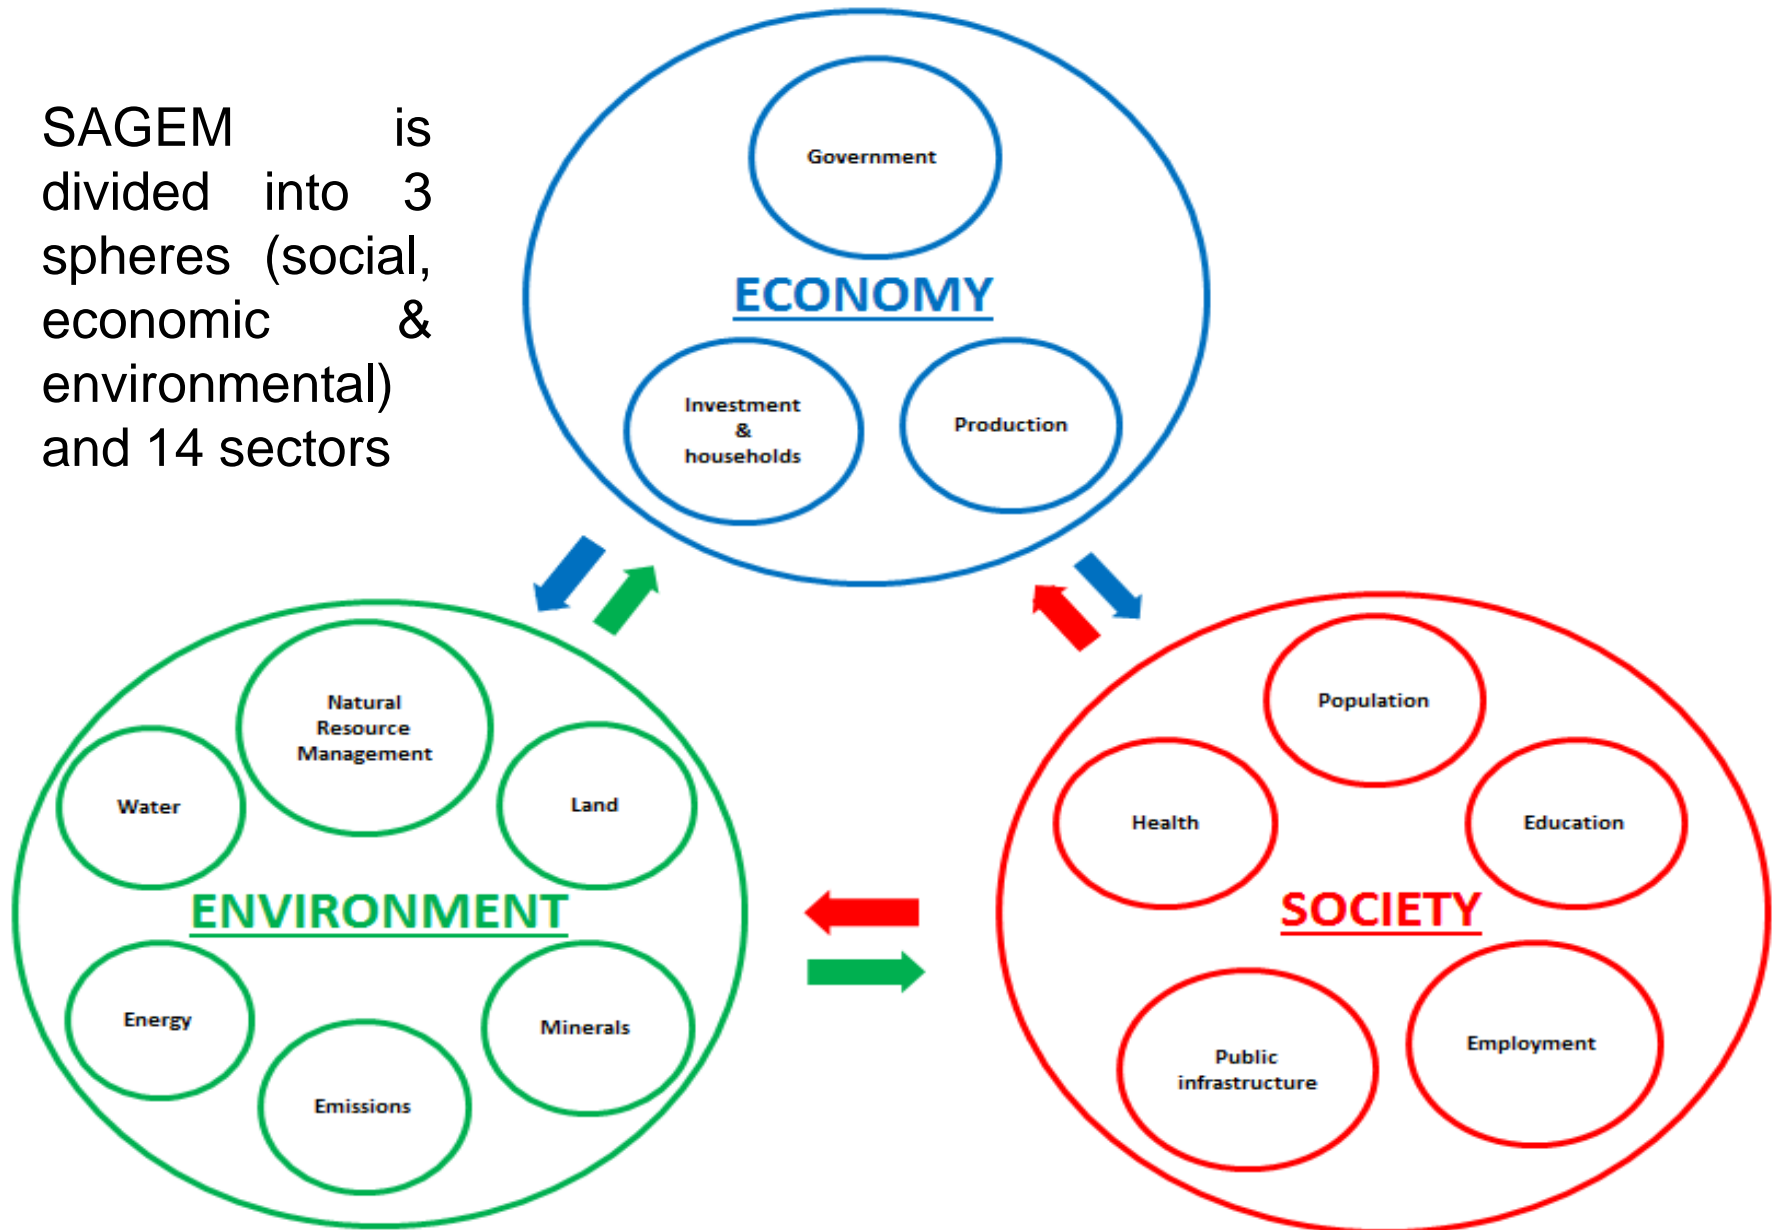 SAGEM is
divided into 3
spheres (social,
economic &
environmental)
and 14 sectors
Government
ECONOMY
Investment
&
households
Production
Natural
Resource
Management
Water
Land
ENVIRONMENT
Energy
Minerals
Emissions
Population
Health
Education
SOCIETY
Public
infrastructure
Employment